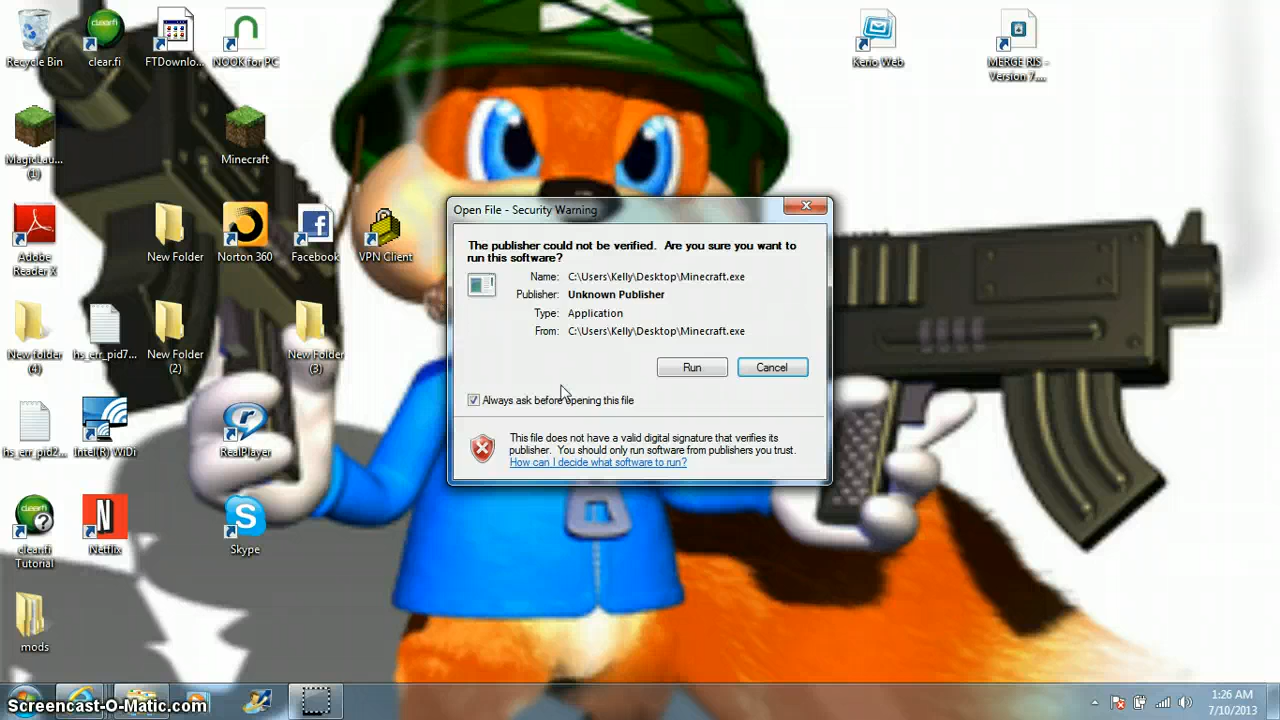 Recycle Bin
clear.fi
FTDownlo...
NOOK for PC
Kerio Web
MERGE RIS -
Version 7....
MagicLau...
(1)
Minecraft
Adobe
Reader X
New Folder
Norton 360
Facebook
VPN Client
New folder
(4)
hs_err_pid7...
New Folder
(2)
New Folder
(3)
hs_err_pid2...
Intel(R) WiDi
RealPlayer
clear.fi
Tutorial
Netflix
Skype
mods
Open File - Security Warning
The publisher could not be verified. Are you sure you want to
run this software?
Name: C:\Users\Kelly\Desktop\Minecraft.exe
Publisher: Unknown Publisher
Type: Application
From: C:\Users\Kelly\Desktop\Minecraft.exe
Run
Cancel
Always ask before opening this file
This file does not have a valid digital signature that verifies its
publisher. You should only run software from publishers you trust.
How can I decide what software to run?
Screencast-O-Matic.com
1:26 AM
7/10/2013